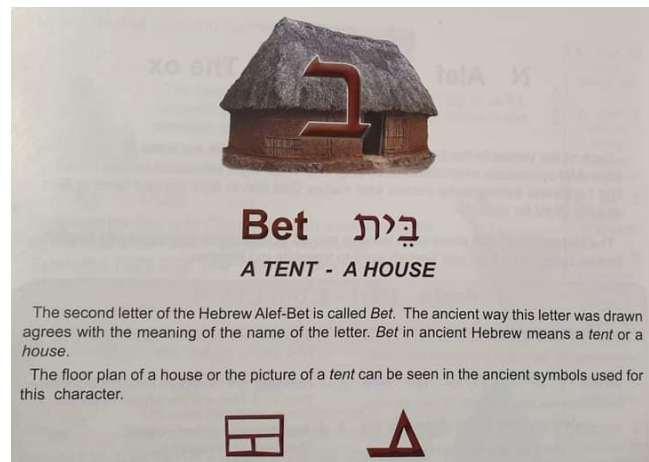 ב
Bet בֵּית
A TENT - A HOUSE
The second letter of the Hebrew Alef-Bet is called Bet. The ancient way this letter was drawn
agrees with the meaning of the name of the letter. Bet in ancient Hebrew means a tent or a
house.
The floor plan of a house or the picture of a tent can be seen in the ancient symbols used for
this character.